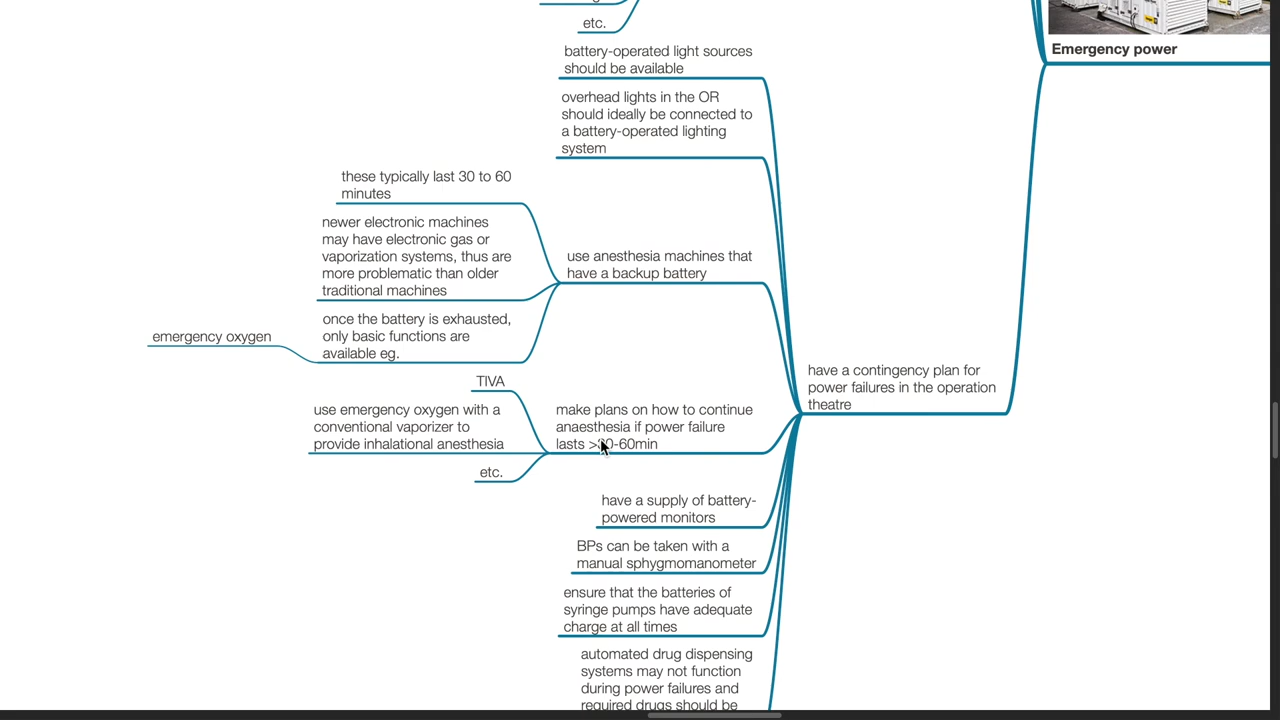 etc.
Emergency power
battery-operated light sources
should be available
overhead lights in the OR
should ideally be connected to
a battery-operated lighting
system
these typically last 30 to 60
minutes
newer electronic machines
may have electronic gas or
vaporization systems, thus are
more problematic than older
traditional machines
use anesthesia machines that
have a backup battery
once the battery is exhausted,
only basic functions are
available eg.
emergency oxygen
have a contingency plan for
power failures in the operation
theatre
TIVA
use emergency oxygen with a
conventional vaporizer to
provide inhalational anesthesia
make plans on how to continue
anaesthesia if power failure
lasts >30-60min
etc.
have a supply of battery-
powered monitors
BPs can be taken with a
manual sphygmomanometer
ensure that the batteries of
syringe pumps have adequate
charge at all times
automated drug dispensing
systems may not function
during power failures and
required drugs should be